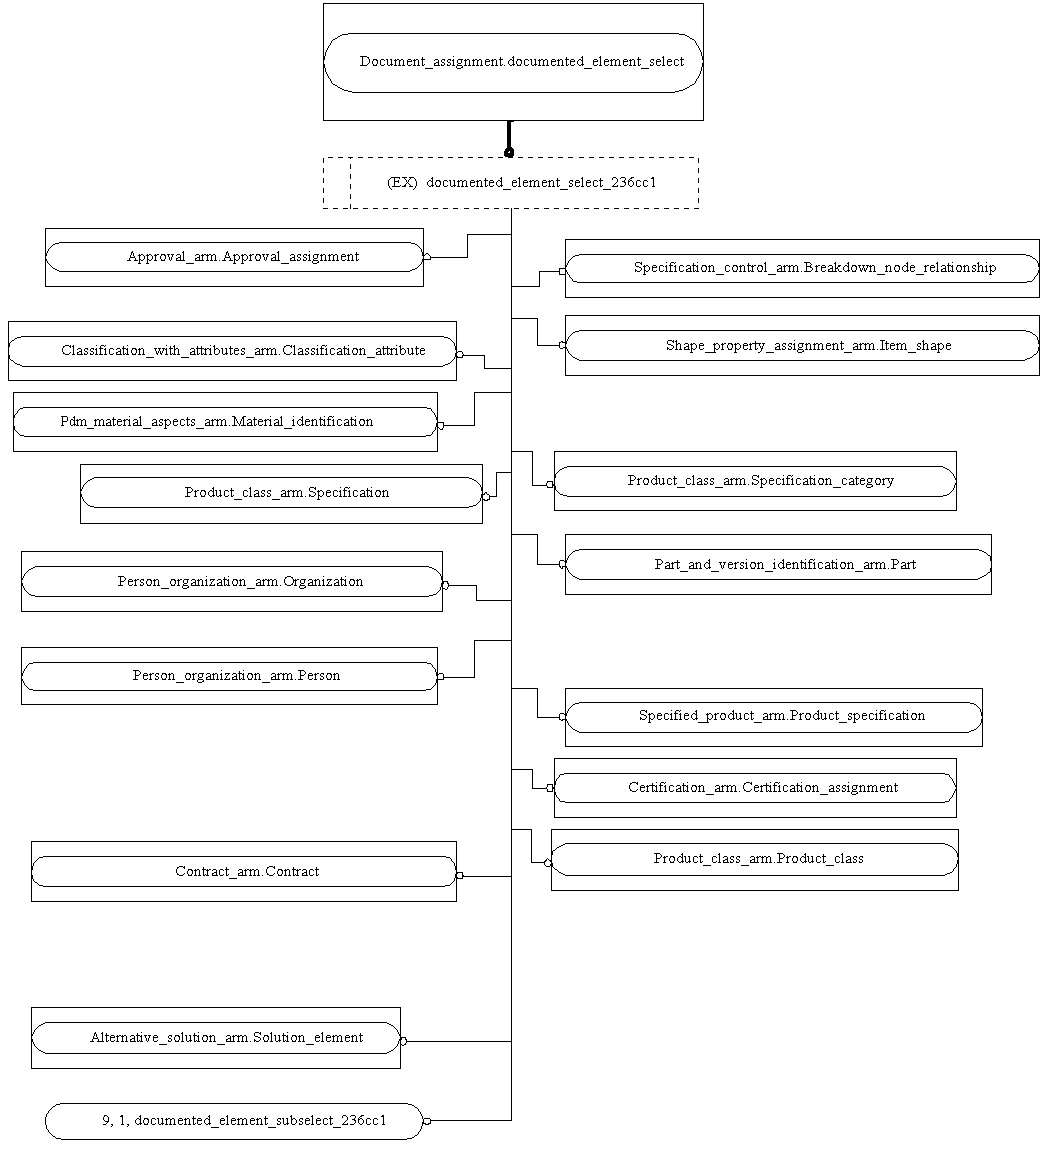 Document_assignment.documented_element_select
(EX) documented_element_select_236cc1
Approval_arm.Approval_assignment
Specification_control_arm.Breakdown_node_relationship
Shape_property_assignment_arm.Item_shape
Classification_with_attributes_arm.Classification_attribute
Pdm_material_aspects_arm.Material_identification
Product_class_arm.Specification_category
Product_class_arm.Specification
Part_and_version_identification_arm.Part
Person_organization_arm.Organization
Person_organization_arm.Person
Specified_product_arm.Product_specification
Certification_arm.Certification_assignment
Product_class_arm.Product_class
Contract_arm.Contract
Alternative_solution_arm.Solution_element
9, 1, documented_element_subselect_236cc1